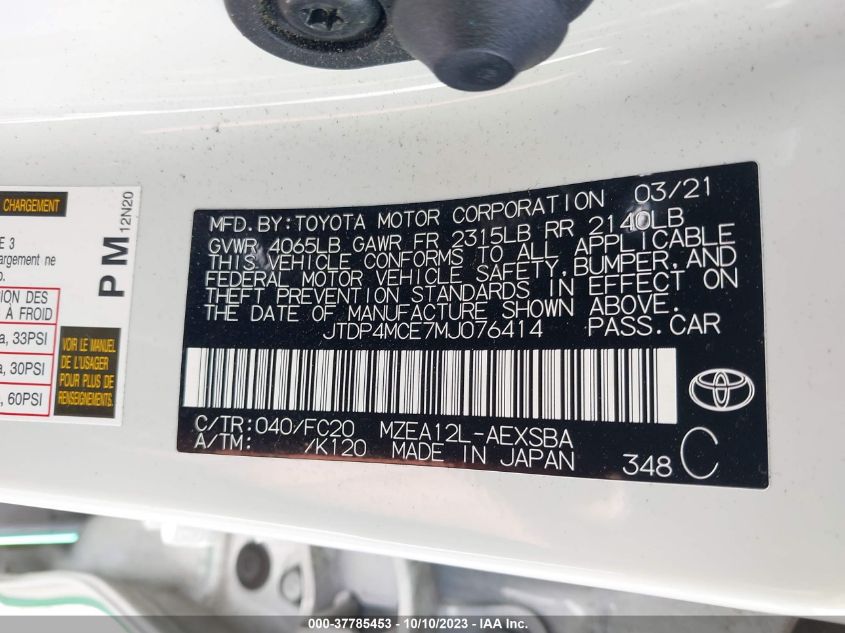 MFD.BY:TOYOTA MOTOR CORPORATION 03/21
GVWR 4065LB GAWR FR 2315LB RR 2140LB
THIS VEHICLE CONFORMS TO ALL APPLICABLE
FEDERAL MOTOR VEHICLE SAFETY,BUMPER,AND
THEFT PREVENTION STANDARDS IN EFFECT ON
THE DATE OF MANUFACTURE SHOWN ABOVE.
JTDP4MCE7MJ076414 PASS.CAR
C/TR:040/FC20 MZEA12L-AEXSBA
A/TM: /K120 MADE IN JAPAN 348 C
CHARGEMENT
E 3
argement ne
ION DES
À FROID
a, 33PSI
a, 30PSI
, 60PSI
VOIR LE MANUEL
DE L'USAGER
POUR PLUS DE
RENSEIGNEMENTS.
PM 12N20
000-37785453 - 10/10/2023 - IAA Inc.